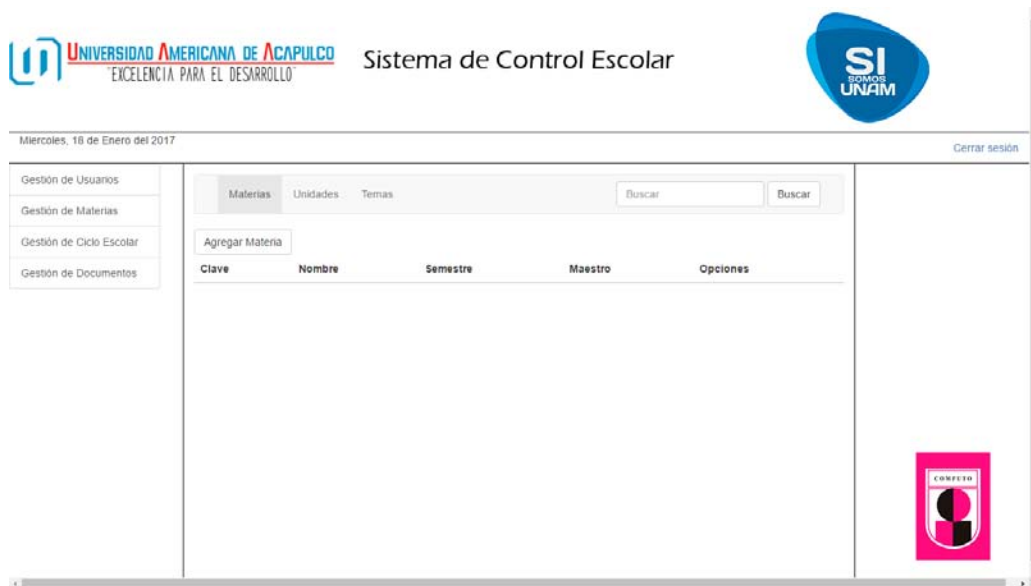 UNIVERSIDAD AMERICANA DE ACAPULCO
"EXCELENCIA PARA EL DESARROLLO"
Sistema de Control Escolar
SI
SOMOS
UNAM
Miercoles, 18 de Enero del 2017
Cerrar sesión
Gestión de Usuarios
Gestión de Materias
Gestión de Ciclo Escolar
Gestión de Documentos
Materias Unidades Temas Buscar Buscar
Agregar Materia
Clave Nombre Semestre Maestro Opciones
COMPUTO